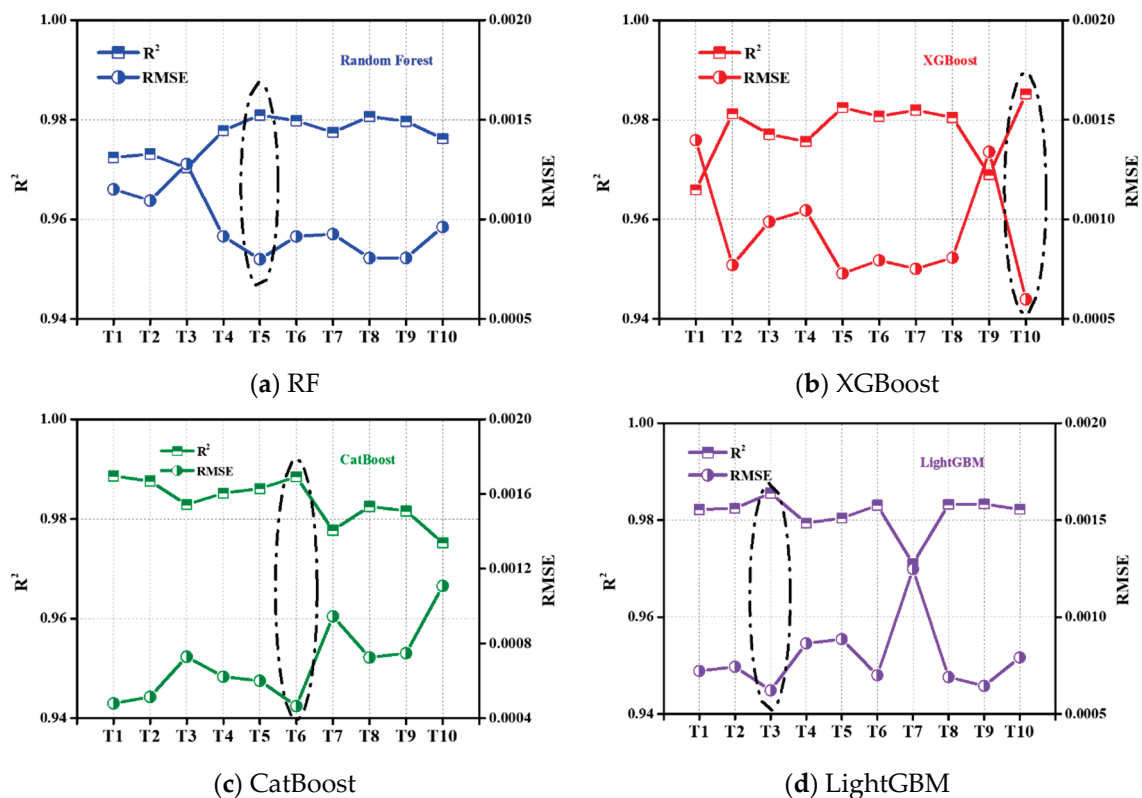 1.00
0.98
0.96
0.94
R²
R²
RMSE
Random Forest
0.0020
0.0015
0.0010
0.0005
RMSE
T1 T2 T3 T4 T5 T6 T7 T8 T9 T10
(a) RF
1.00
0.98
0.96
0.94
R²
R²
RMSE
XGBoost
0.0020
0.0015
0.0010
0.0005
RMSE
T1 T2 T3 T4 T5 T6 T7 T8 T9 T10
(b) XGBoost
1.00
0.98
0.96
0.94
R²
R²
RMSE
CatBoost
0.0020
0.0016
0.0012
0.0008
0.0004
RMSE
T1 T2 T3 T4 T5 T6 T7 T8 T9 T10
(c) CatBoost
1.00
0.98
0.96
0.94
R²
R²
RMSE
LightGBM
0.0020
0.0015
0.0010
0.0005
RMSE
T1 T2 T3 T4 T5 T6 T7 T8 T9 T10
(d) LightGBM